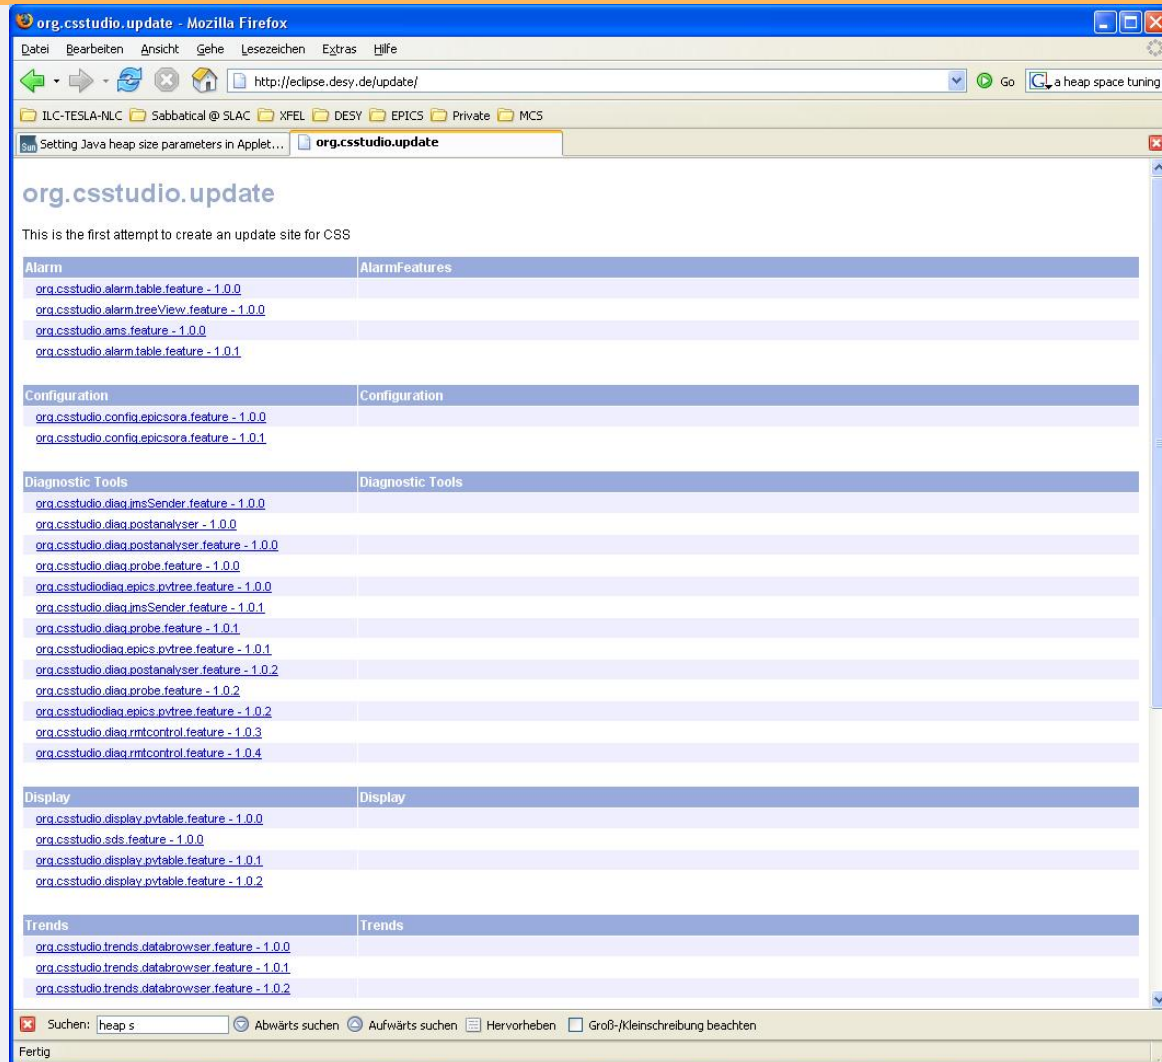 org.csstudio.update - Mozilla Firefox
Datei Bearbeiten Ansicht Gehe Lesezeichen Extras Hilfe
http://eclipse.desy.de/update/ Go a heap space tuning
ILC-TESLA-NLC Sabbatical @ SLAC XFEL DESY EPICS Private MCS
Sun Setting Java heap size parameters in Applet... org.csstudio.update
org.csstudio.update
This is the first attempt to create an update site for CSS
Alarm AlarmFeatures
org.csstudio.alarm.table.feature - 1.0.0
org.csstudio.alarm.treeView.feature - 1.0.0
org.csstudio.ams.feature - 1.0.0
org.csstudio.alarm.table.feature - 1.0.1
Configuration Configuration
org.csstudio.config.epicsora.feature - 1.0.0
org.csstudio.config.epicsora.feature - 1.0.1
Diagnostic Tools Diagnostic Tools
org.csstudio.diag.jmsSender.feature - 1.0.0
org.csstudio.diag.postanalyser - 1.0.0
org.csstudio.diag.postanalyser.feature - 1.0.0
org.csstudio.diag.probe.feature - 1.0.0
org.csstudiodiag.epics.pvtree.feature - 1.0.0
org.csstudio.diag.jmsSender.feature - 1.0.1
org.csstudio.diag.probe.feature - 1.0.1
org.csstudiodiag.epics.pvtree.feature - 1.0.1
org.csstudio.diag.postanalyser.feature - 1.0.2
org.csstudio.diag.probe.feature - 1.0.2
org.csstudiodiag.epics.pvtree.feature - 1.0.2
org.csstudio.diag.rmtcontrol.feature - 1.0.3
org.csstudio.diag.rmtcontrol.feature - 1.0.4
Display Display
org.csstudio.display.pvtable.feature - 1.0.0
org.csstudio.sds.feature - 1.0.0
org.csstudio.display.pvtable.feature - 1.0.1
org.csstudio.display.pvtable.feature - 1.0.2
Trends Trends
org.csstudio.trends.databrowser.feature - 1.0.0
org.csstudio.trends.databrowser.feature - 1.0.1
org.csstudio.trends.databrowser.feature - 1.0.2
Suchen: heap s Abwärts suchen Aufwärts suchen Hervorheben Groß-/Kleinschreibung beachten
Fertig